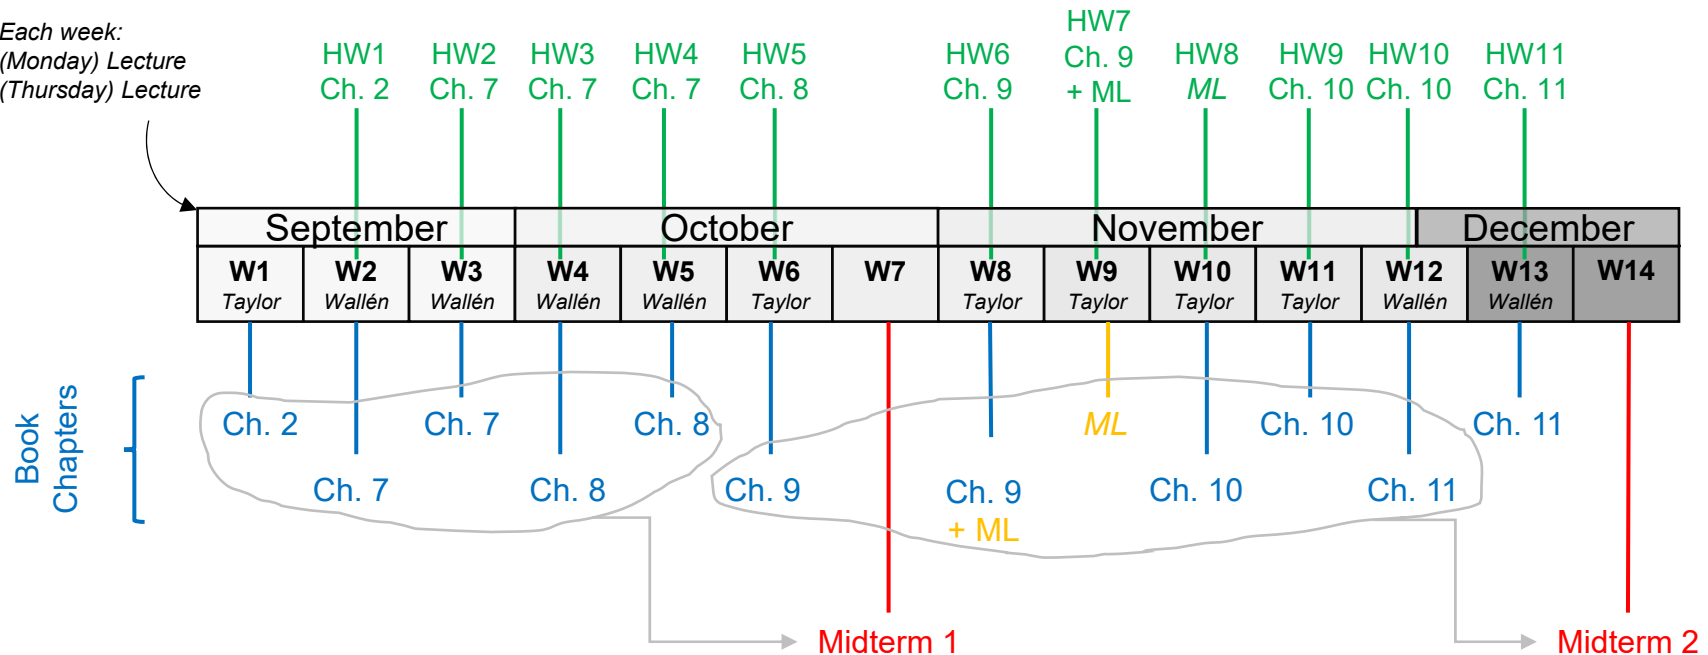 Each week:
(Monday) Lecture
(Thursday) Lecture
HW1
Ch. 2
HW2
Ch. 7
HW3
Ch. 7
HW4
Ch. 7
HW5
Ch. 8
HW6
Ch. 9
HW7
Ch. 9
+ ML
HW8
ML
HW9
Ch. 10
HW10
Ch. 10
HW11
Ch. 11
September
October
November
December
W1
Taylor
W2
Wallén
W3
Wallén
W4
Wallén
W5
Wallén
W6
Taylor
W7
W8
Taylor
W9
Taylor
W10
Taylor
W11
Taylor
W12
Wallén
W13
Wallén
W14
Book
Chapters
Ch. 2
Ch. 7
Ch. 7
Ch. 8
Ch. 8
Ch. 9
Ch. 9
+ ML
ML
Ch. 10
Ch. 10
Ch. 11
Ch. 11
Midterm 1
Midterm 2